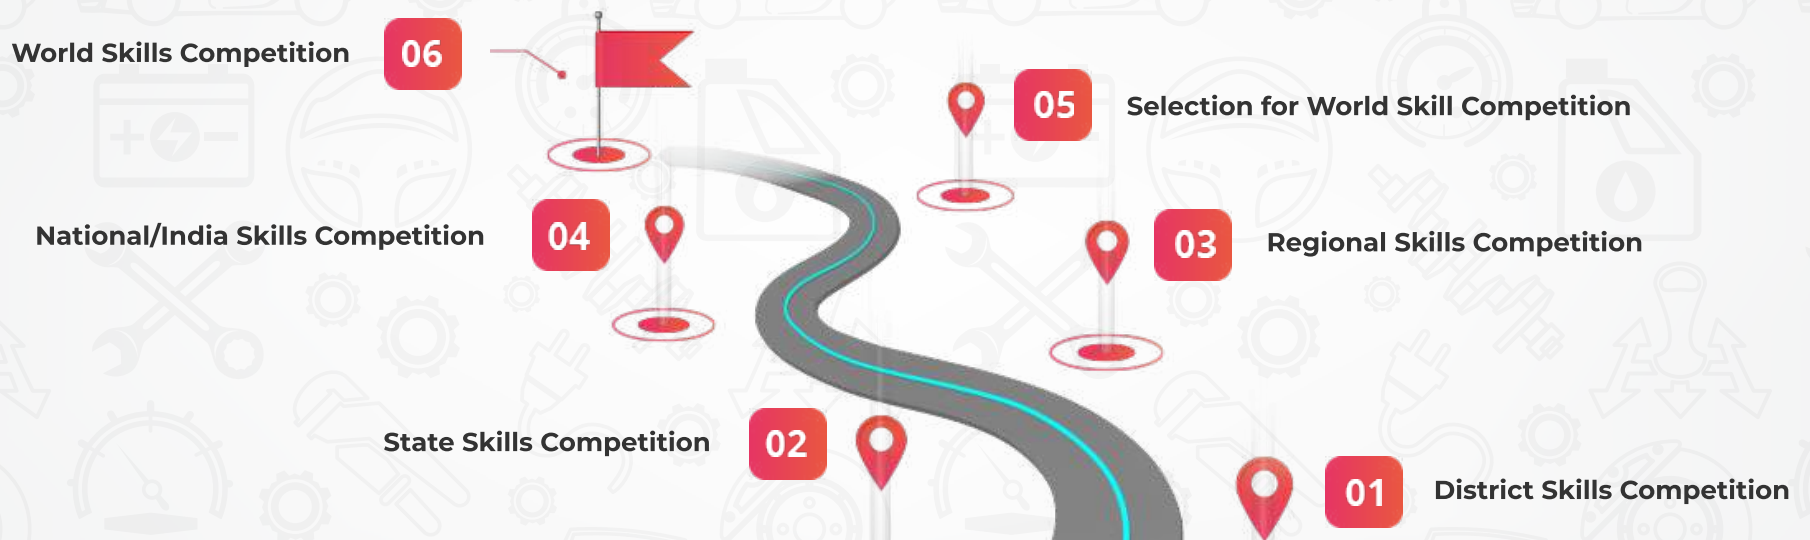 World Skills Competition
06
05
Selection for World Skill Competition
National/India Skills Competition
04
03
Regional Skills Competition
State Skills Competition
02
01
District Skills Competition